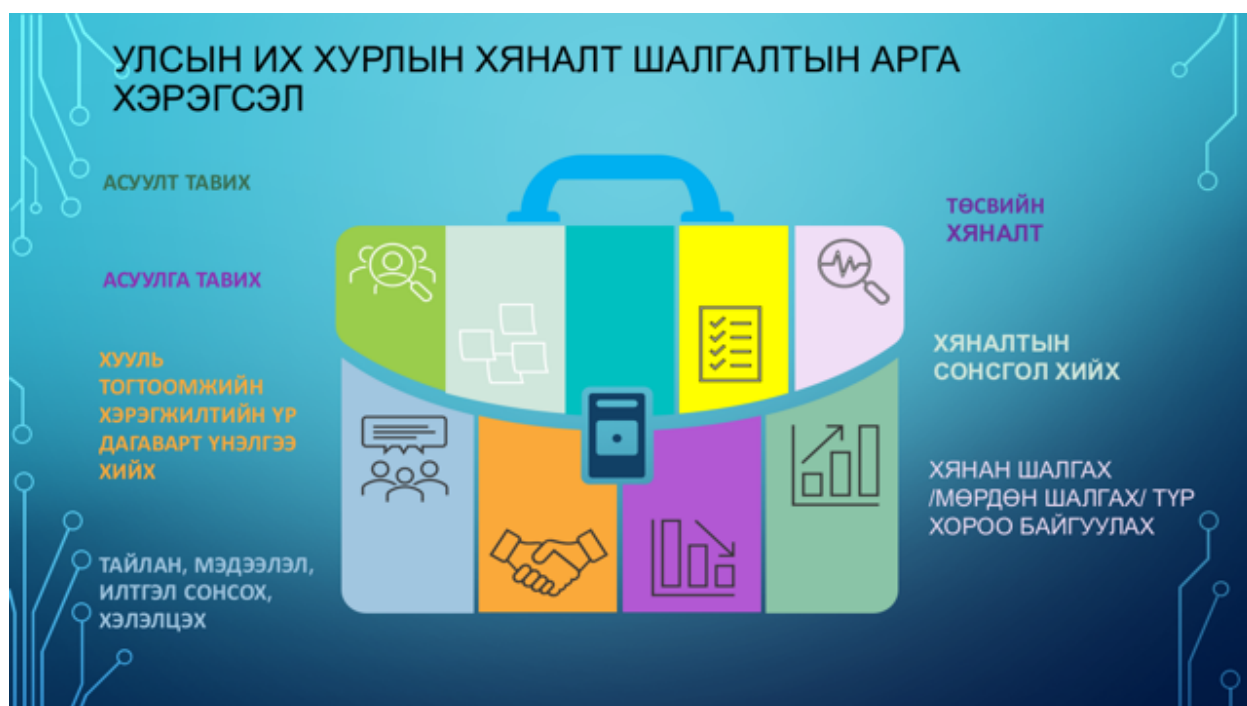 УЛСЫН ИХ ХУРЛЫН ХЯНАЛТ ШАЛГАЛТЫН АРГА
ХЭРЭГСЭЛ
АСУУЛТ ТАВИХ
АСУУЛГА ТАВИХ
ХУУЛЬ
ТОГТООМЖИЙН
ХЭРЭГЖИЛТИЙН ҮР
ДАГАВАРТ ҮНЭЛГЭЭ
ХИЙХ
ТАЙЛАН, МЭДЭЭЛЭЛ,
ИЛТГЭЛ СОНСОХ,
ХЭЛЭЛЦЭХ
ТӨСВИЙН
ХЯНАЛТ
ХЯНАЛТЫН
СОНСГОЛ ХИЙХ
ХЯНАН ШАЛГАХ
/МӨРДӨН ШАЛГАХ/ ТҮР
ХОРОО БАЙГУУЛАХ